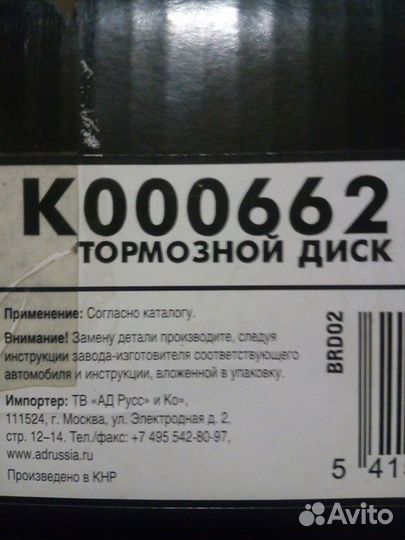 K000662
ТОРМОЗНОЙ ДИСК
Применение: Согласно каталогу.
Внимание! Замену детали производите, следуя
инструкции завода-изготовителя соответствующего
автомобиля и инструкции, вложенной в упаковку.
Импортер: ТВ «АД Русс» и Ко»,
111524, г. Москва, ул. Электродная д. 2,
стр. 12–14. Тел./факс: +7 495 542-80-97,
www.adrussia.ru
Произведено в КНР
BRD02
5 415
Avito